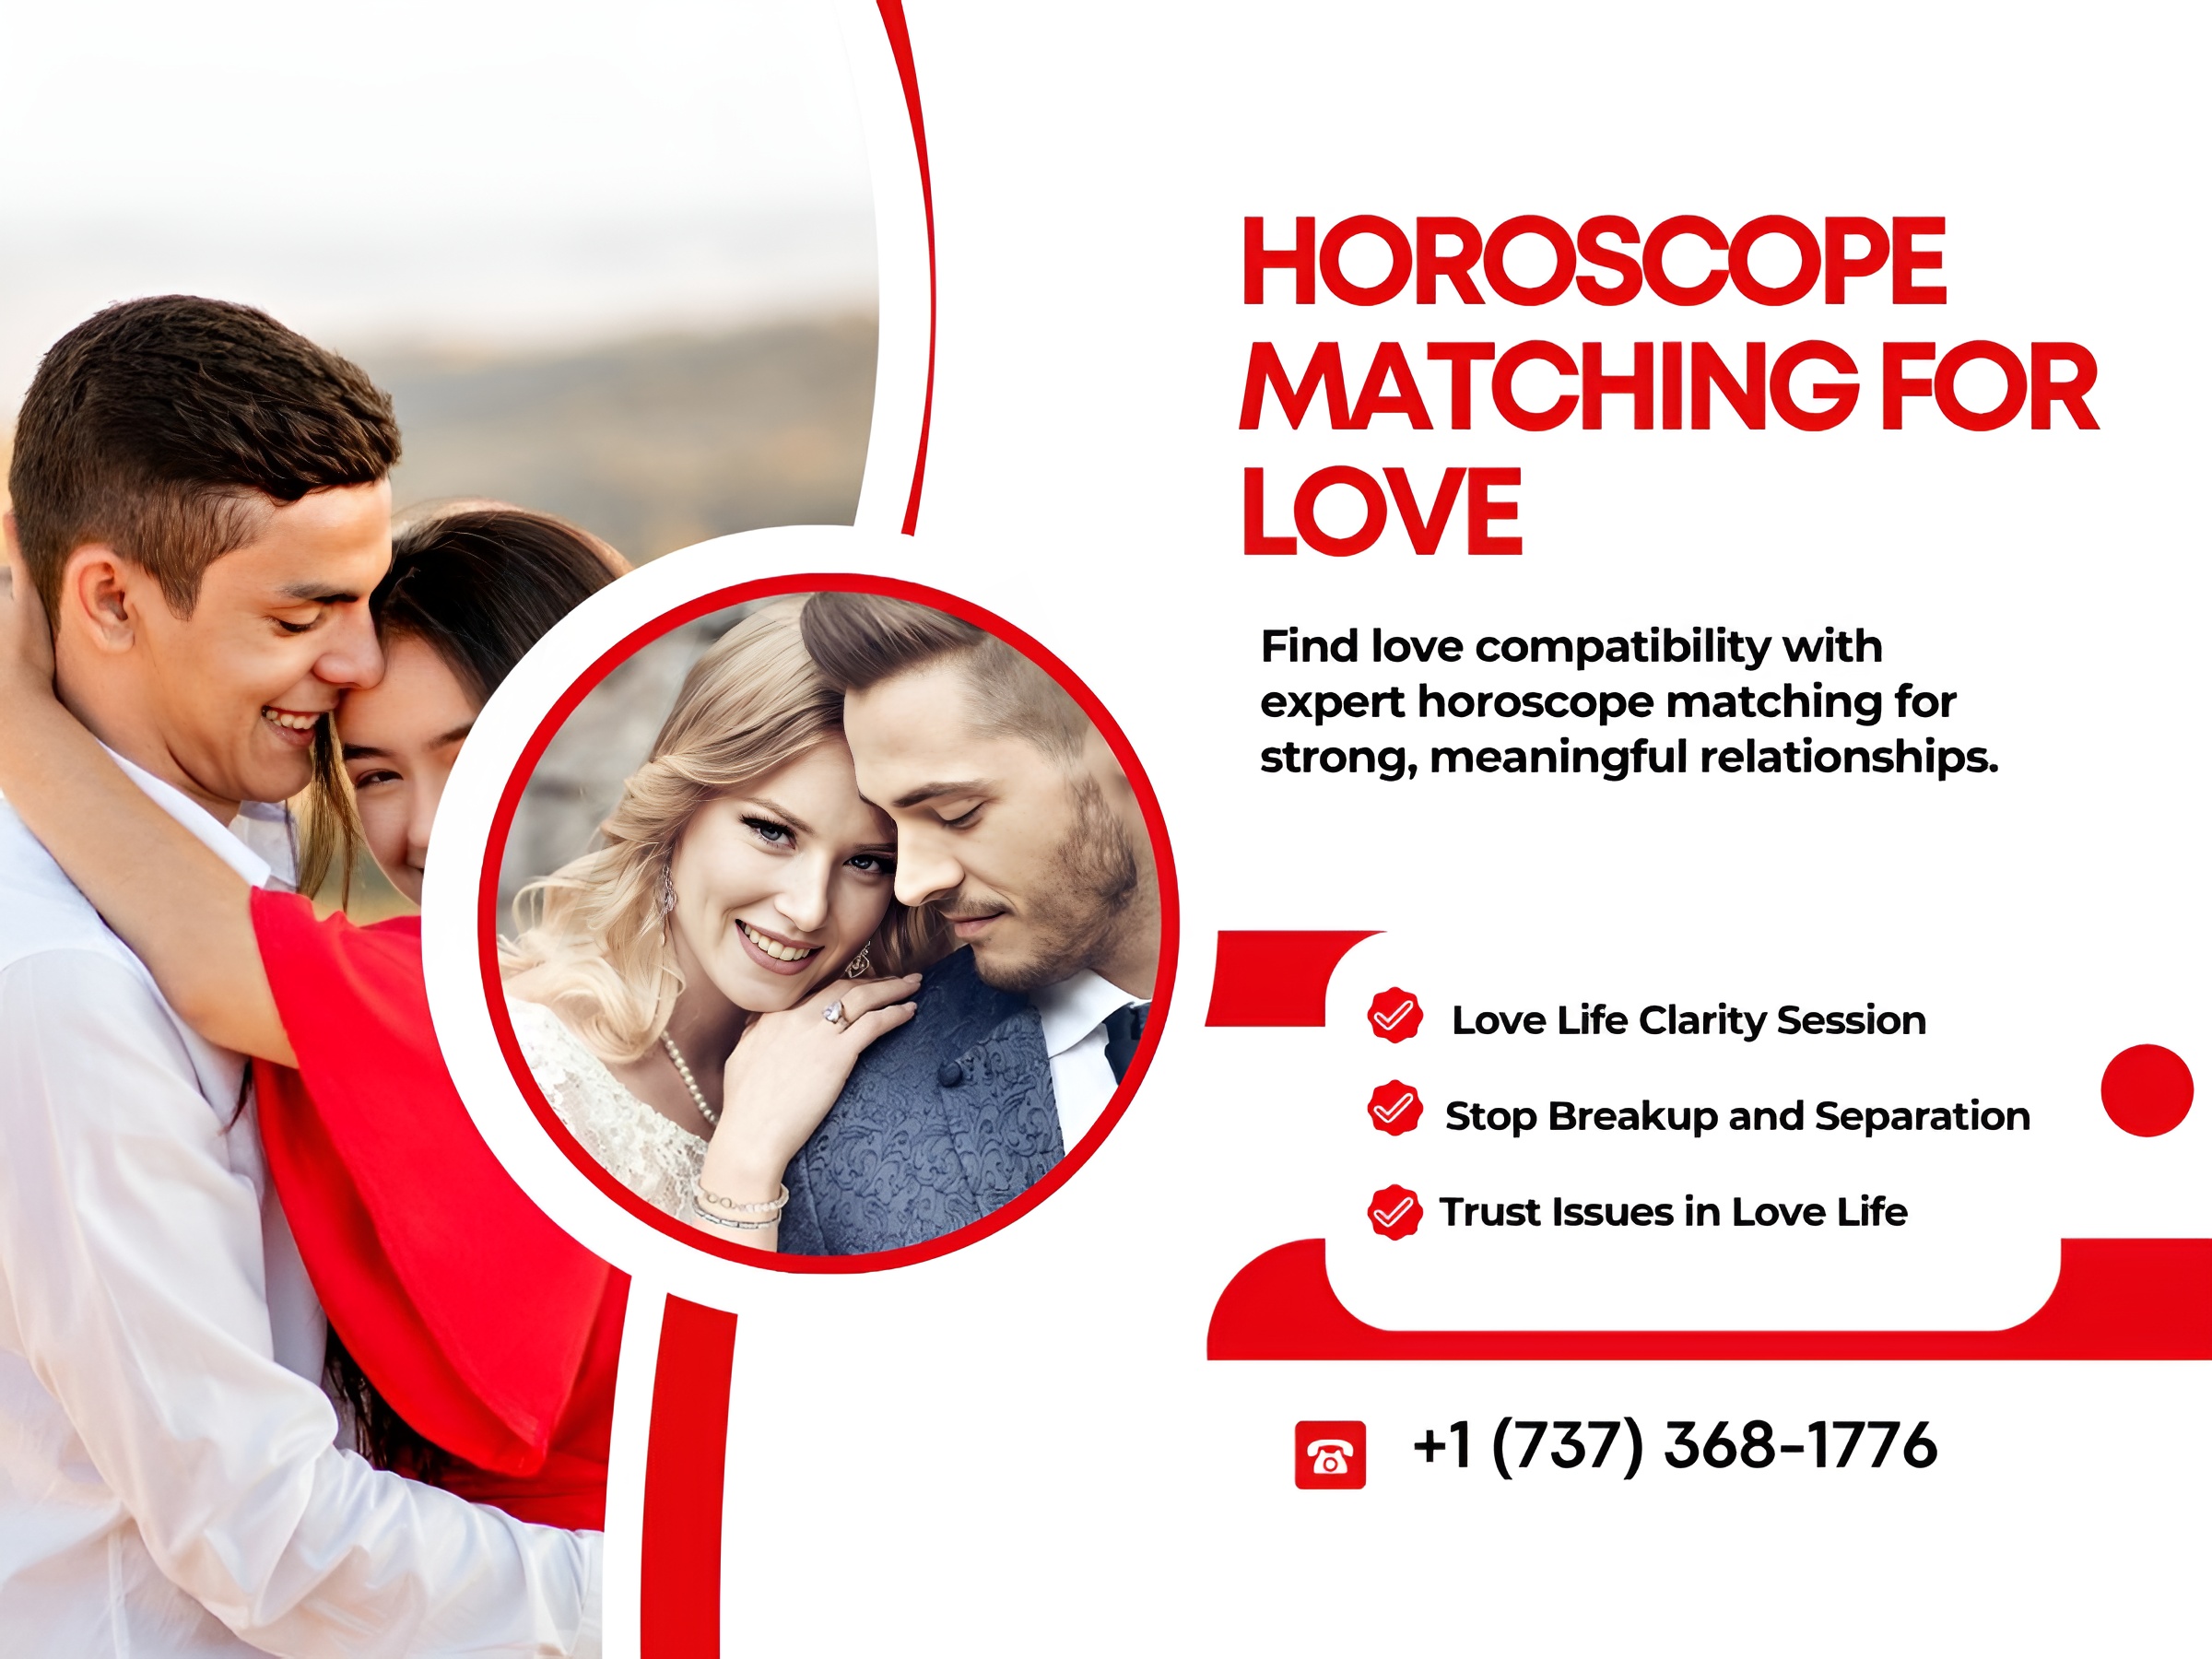 HOROSCOPE
MATCHING FOR
LOVE
Find love compatibility with
expert horoscope matching for
strong, meaningful relationships.
Love Life Clarity Session
Stop Breakup and Separation
Trust Issues in Love Life
+1 (737) 368-1776